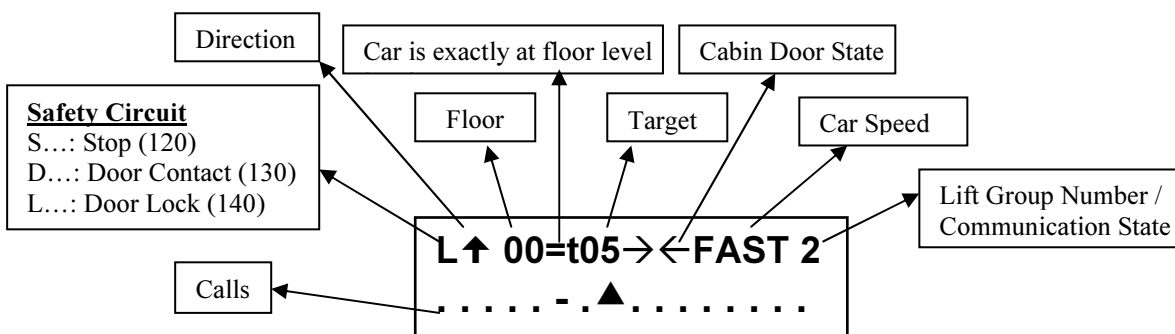 Direction
Car is exactly at floor level
Cabin Door State
Safety Circuit
S…: Stop (120)
D…: Door Contact (130)
L…: Door Lock (140)
Floor
Target
Car Speed
Lift Group Number /
Communication State
L↑ 00=t05→←FAST 2
Calls
. . . . . - . ▲ . . . . . . . .